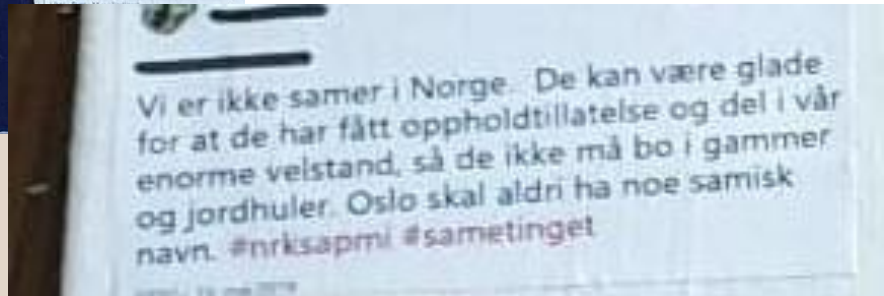 Vi er ikke samer i Norge. De kan være glade
for at de har fått oppholdtillatelse og del i vår
enorme velstand, så de ikke må bo i gammer
og jordhuler. Oslo skal aldri ha noe samisk
navn. #nrksapmi #sametinget